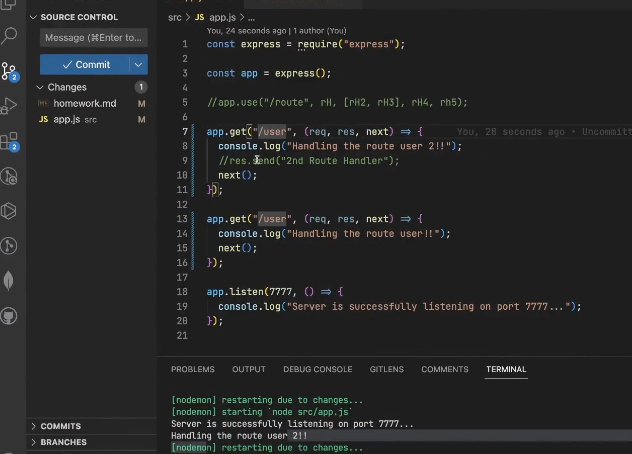 SOURCE CONTROL
Message (⌘Enter to...
Commit
Changes 1
homework.md M
app.js src M
COMMITS
BRANCHES
2
2
src > JS app.js > ...
You, 24 seconds ago | 1 author (You)
1 const express = require("express");
2
3 const app = express();
4
5 //app.use("/route", rH, [rH2, rH3], rH4, rh5);
6
7 app.get("/user", (req, res, next) => { You, 28 seconds ago • Uncommitt
8 console.log("Handling the route user 2!!");
9 //res.send("2nd Route Handler");
10 next();
11 });
12
13 app.get("/user", (req, res, next) => {
14 console.log("Handling the route user!!");
15 next();
16 });
17
18 app.listen(7777, () => {
19 console.log("Server is successfully listening on port 7777...");
20 });
21
PROBLEMS OUTPUT DEBUG CONSOLE GITLENS COMMENTS TERMINAL
[nodemon] restarting due to changes...
[nodemon] starting `node src/app.js`
Server is successfully listening on port 7777...
Handling the route user 2!!
[nodemon] restarting due to changes...